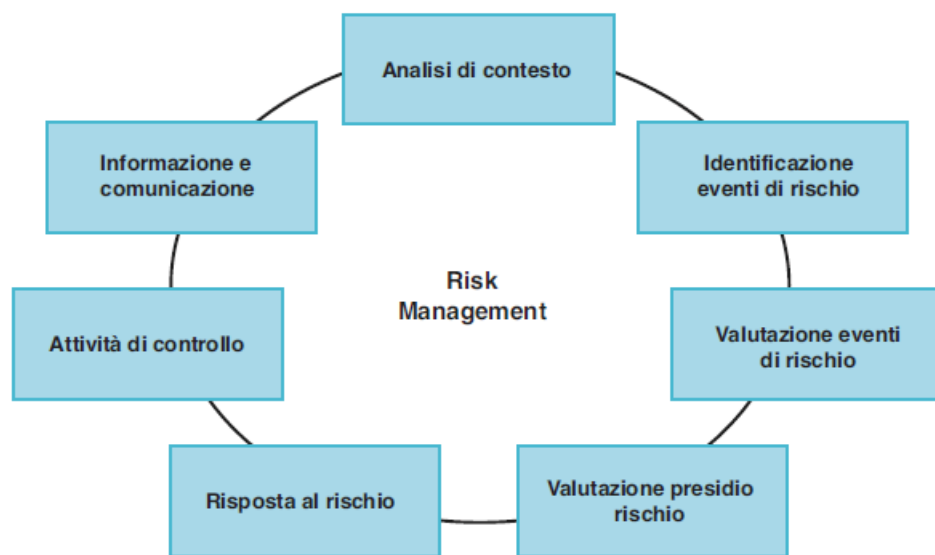 Analisi di contesto
Identificazione
eventi di rischio
Valutazione eventi
di rischio
Valutazione presidio
rischio
Risposta al rischio
Attività di controllo
Informazione e
comunicazione
Risk
Management